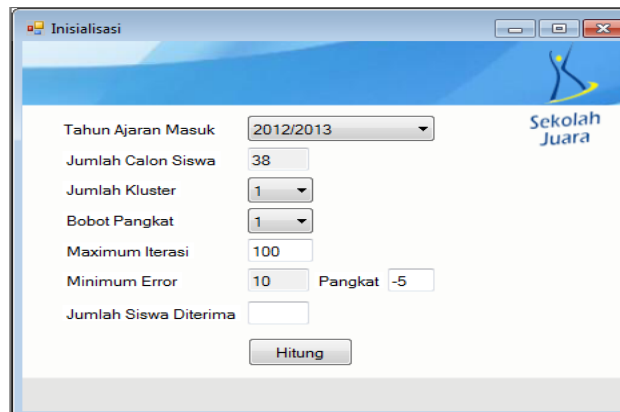 Inisialisasi
Sekolah
Juara
Tahun Ajaran Masuk 2012/2013
Jumlah Calon Siswa 38
Jumlah Kluster 1
Bobot Pangkat 1
Maximum Iterasi 100
Minimum Error 10 Pangkat -5
Jumlah Siswa Diterima
Hitung